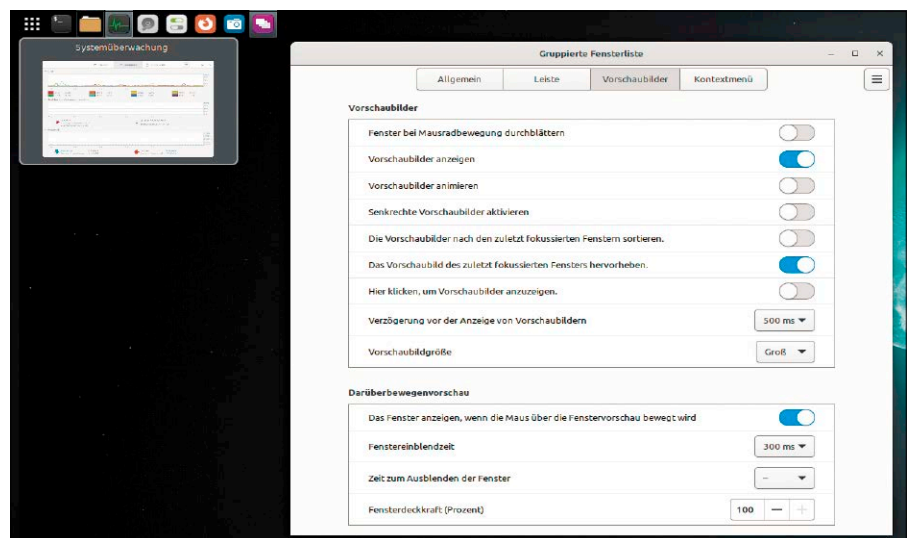 Systemüberwachung
Gruppierte Fensterliste
Allgemein
Leiste
Vorschaubilder
Kontextmenü
Vorschaubilder
Fenster bei Mausradbewegung durchblättern
Vorschaubilder anzeigen
Vorschaubilder animieren
Senkrechte Vorschaubilder aktivieren
Die Vorschaubilder nach den zuletzt fokussierten Fenstern sortieren.
Das Vorschaubild des zuletzt fokussierten Fensters hervorheben.
Hier klicken, um Vorschaubilder anzuzeigen.
Verzögerung vor der Anzeige von Vorschaubildern
500 ms
Vorschaubildgröße
Groß
Darüberbewegenvorschau
Das Fenster anzeigen, wenn die Maus über die Fenstervorschau bewegt wird
Fenstereinblendzeit
300 ms
Zeit zum Ausblenden der Fenster
–
Fensterdeckkraft (Prozent)
100